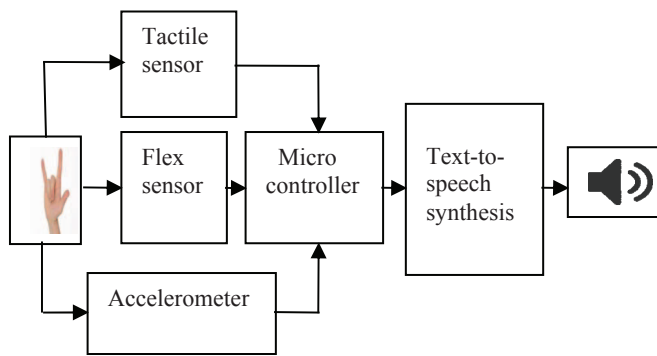 Tactile
sensor
Flex
sensor
Micro
controller
Text-to-
speech
synthesis
Accelerometer